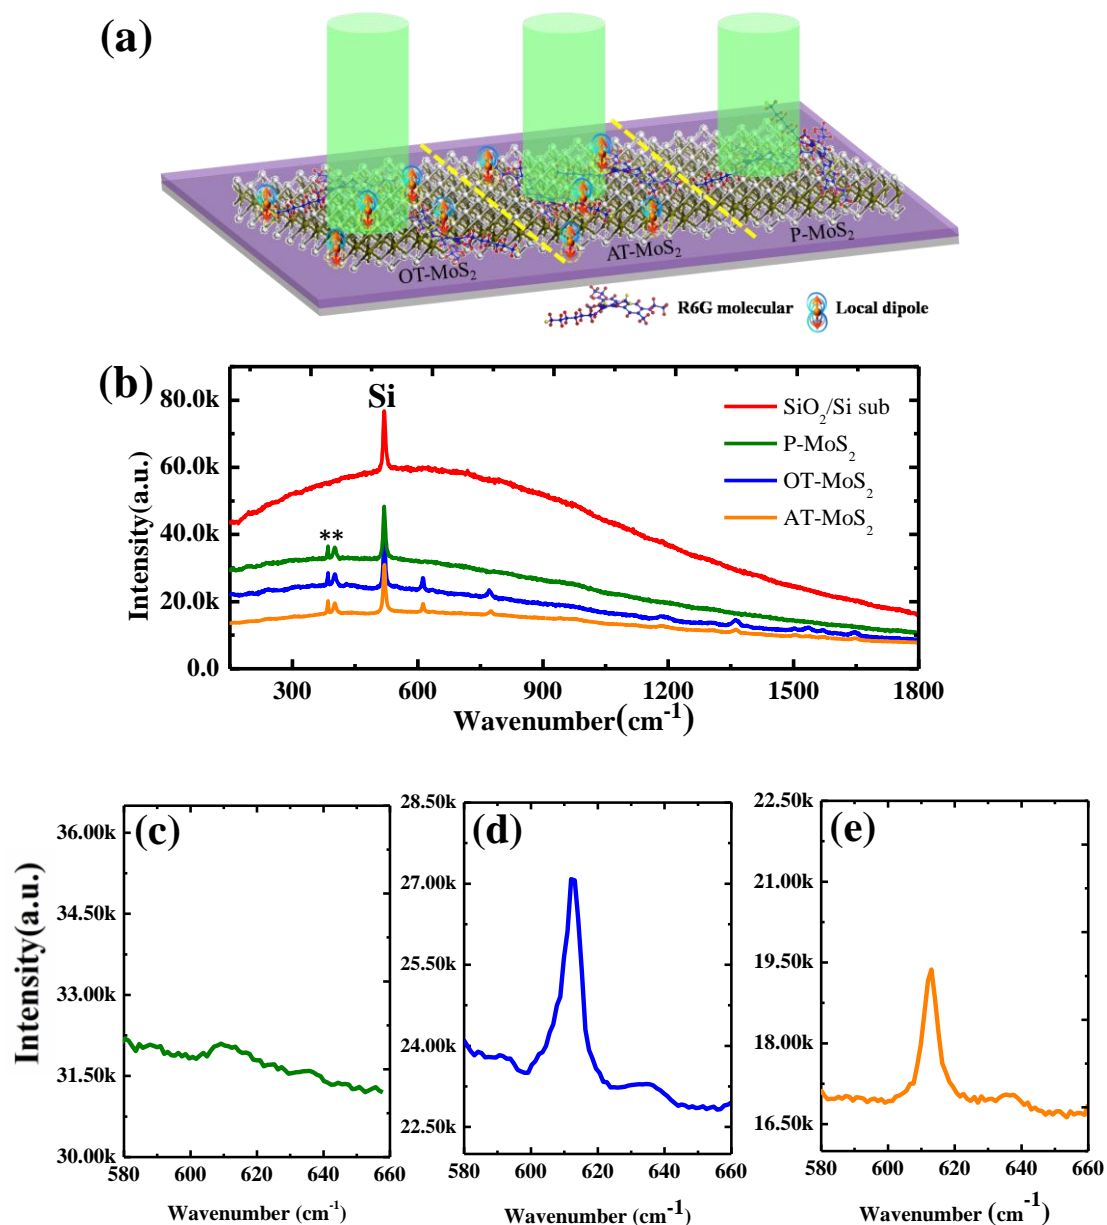 (a)
OT-MoS2
AT-MoS2
P-MoS2
R6G molecular
Local dipole
(b)
Si
**
80.0k
60.0k
40.0k
20.0k
0.0
Intensity(a.u.)
SiO2/Si sub
P-MoS2
OT-MoS2
AT-MoS2
300 600 900 1200 1500 1800
Wavenumber(cm-1)
(c)
36.00k
34.50k
33.00k
31.50k
30.00k
Intensity(a.u.)
580 600 620 640 660
Wavenumber (cm-1)
(d)
28.50k
27.00k
25.50k
24.00k
22.50k
580 600 620 640 660
Wavenumber (cm-1)
(e)
22.50k
21.00k
19.50k
18.00k
16.50k
580 600 620 640 660
Wavenumber (cm-1)